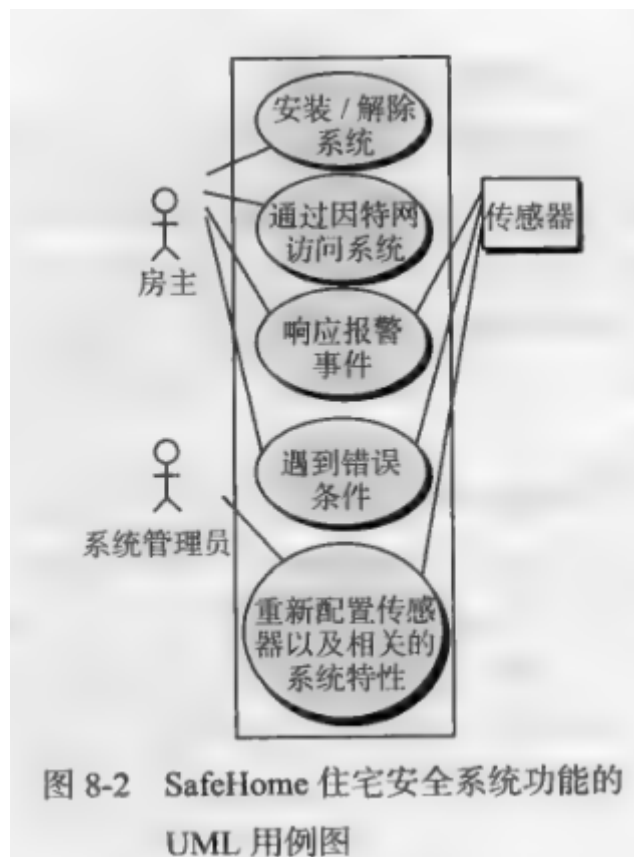 安装 / 解除
系统
通过因特网
访问系统
传感器
房主
响应报警
事件
遇到错误
条件
系统管理员
重新配置传感
器以及相关的
系统特性
图 8-2 SafeHome 住宅安全系统功能的
UML 用例图